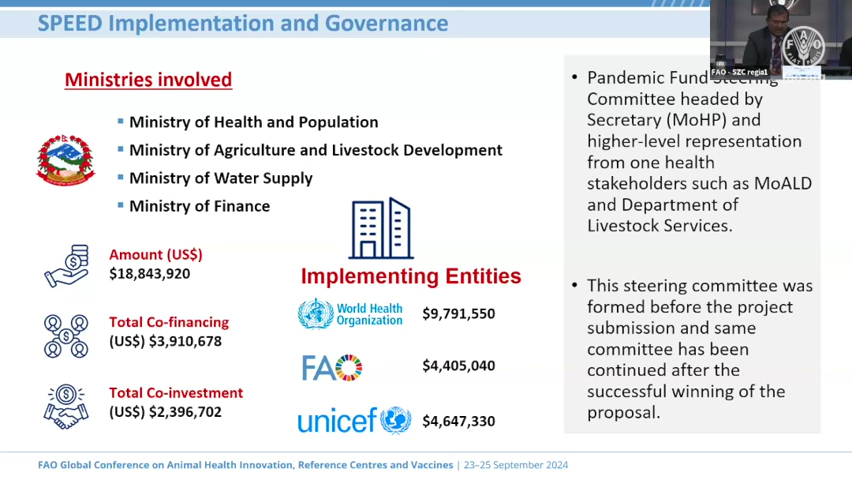 SPEED Implementation and Governance
FAO - SZC regia1
Ministries involved
Ministry of Health and Population
Ministry of Agriculture and Livestock Development
Ministry of Water Supply
Ministry of Finance
Amount (US$)
$18,843,920
Total Co-financing
(US$) $3,910,678
Total Co-investment
(US$) $2,396,702
Implementing Entities
World Health
Organization
$9,791,550
FAO
$4,405,040
unicef
$4,647,330
• Pandemic Fund Steering
Committee headed by
Secretary (MoHP) and
higher-level representation
from one health
stakeholders such as MoALD
and Department of
Livestock Services.
• This steering committee was
formed before the project
submission and same
committee has been
continued after the
successful winning of the
proposal.
FAO Global Conference on Animal Health Innovation, Reference Centres and Vaccines | 23–25 September 2024